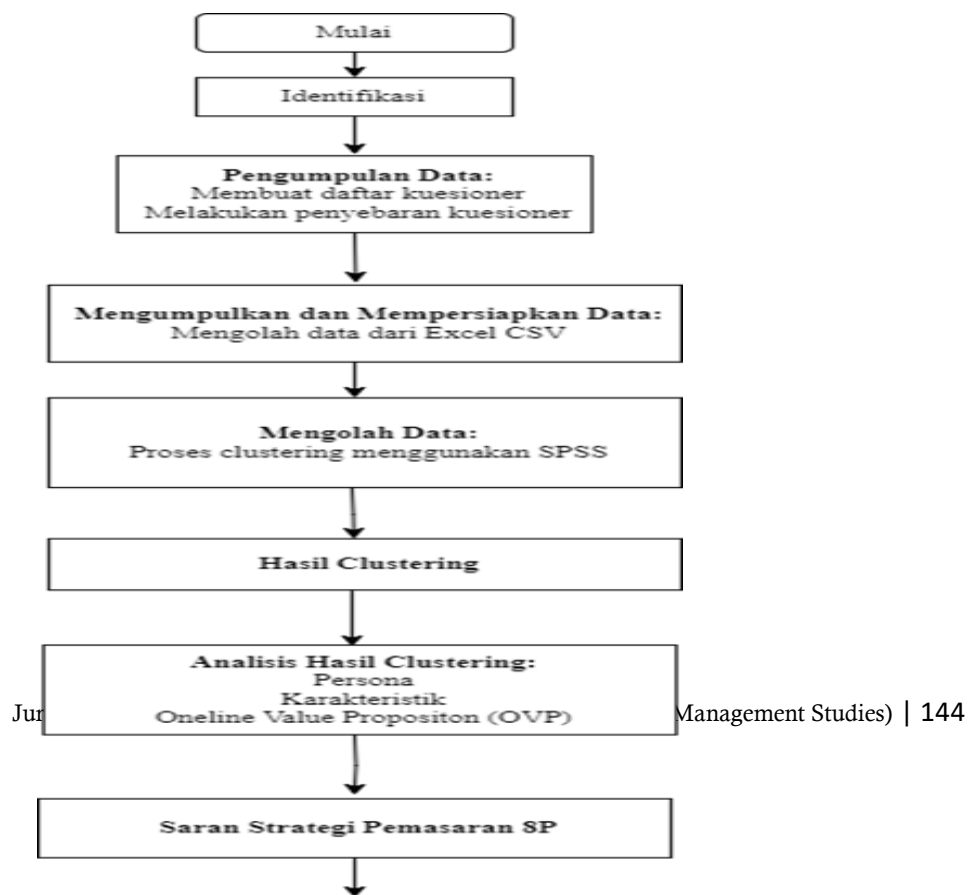 Mulai
Identifikasi
Pengumpulan Data:
Membuat daftar kuesioner
Melakukan penyebaran kuesioner
Mengumpulkan dan Mempersiapkan Data:
Mengolah data dari Excel CSV
Mengolah Data:
Proses clustering menggunakan SPSS
Hasil Clustering
Analisis Hasil Clustering:
Persona
Karakteristik
Oneline Value Propositon (OVP)
Management Studies) | 144
Saran Strategi Pemasaran 8P